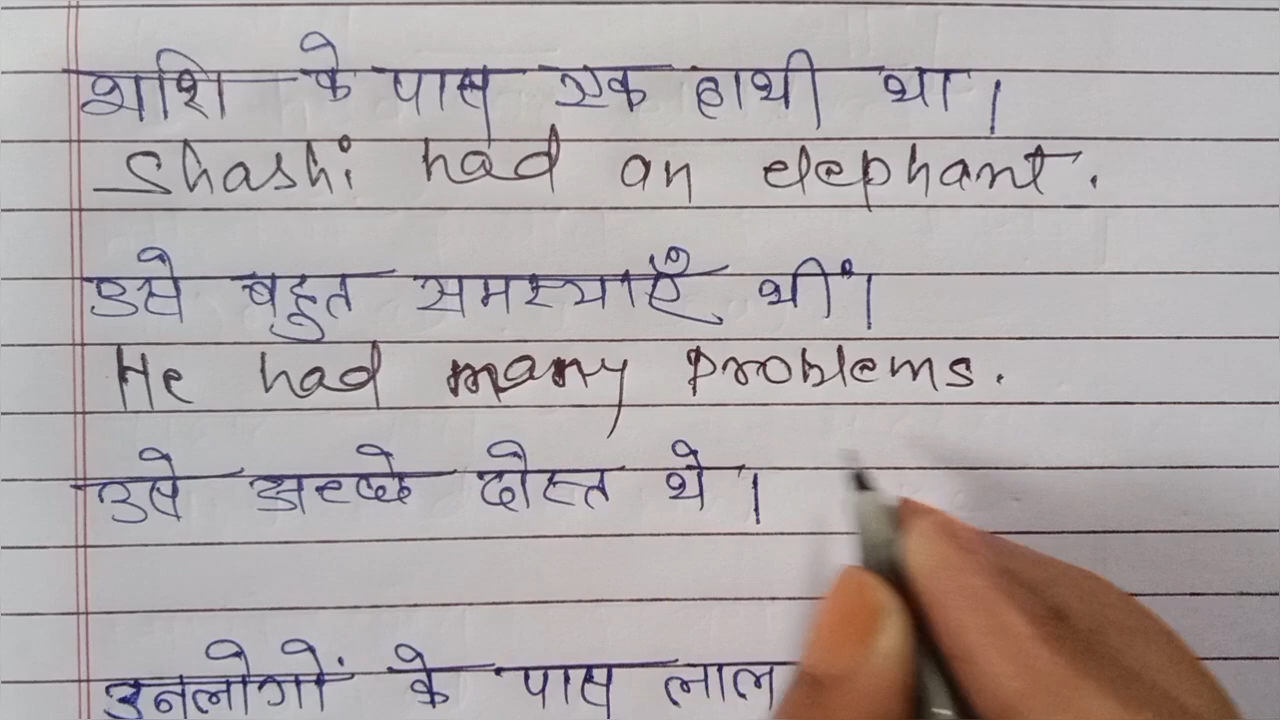 शशि के पास एक हाथी था।
Shashi had an elephant.
उसे बहुत समस्याएँ थीं।
He had many problems.
उसे अच्छे दोस्त थे।
उनलोगों के पास लाल